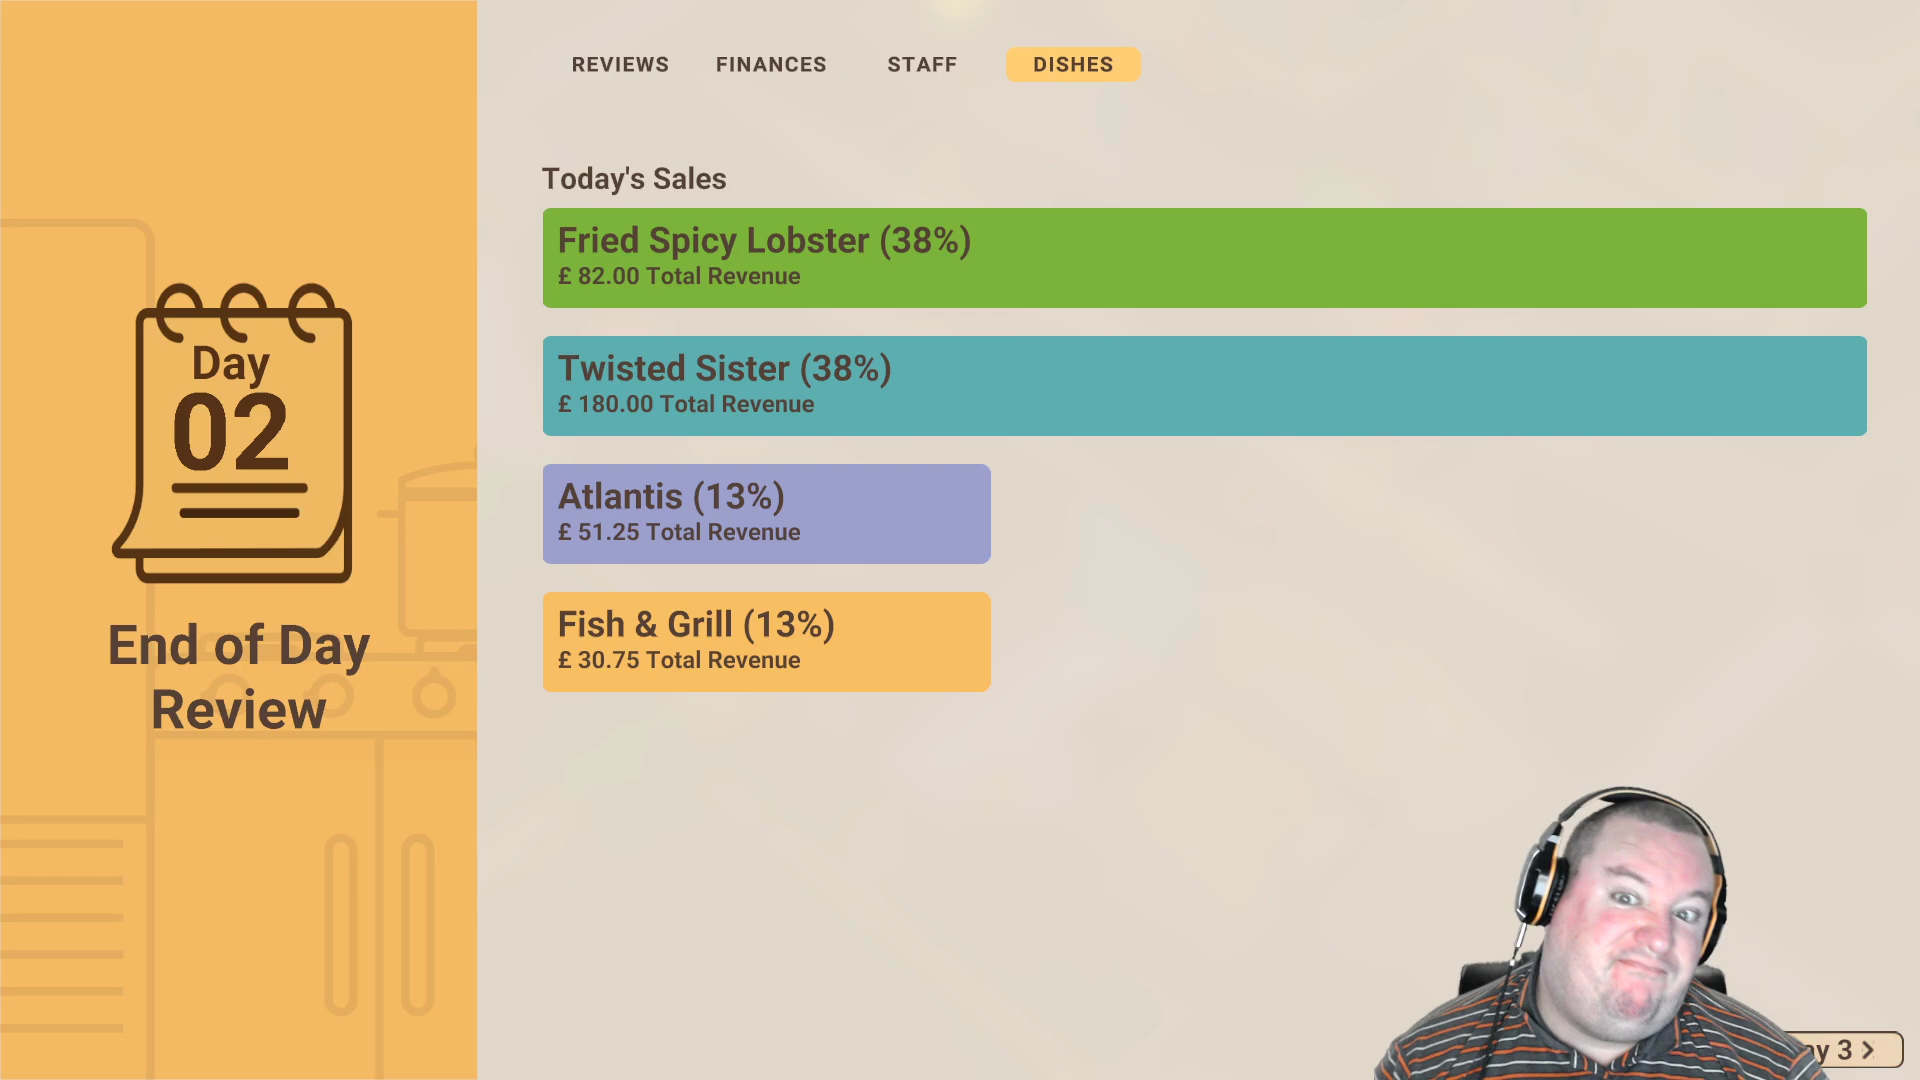 REVIEWS FINANCES STAFF DISHES
Today's Sales
Fried Spicy Lobster (38%)
£ 82.00 Total Revenue
Twisted Sister (38%)
£ 180.00 Total Revenue
Atlantis (13%)
£ 51.25 Total Revenue
Fish & Grill (13%)
£ 30.75 Total Revenue
Day
02
End of Day
Review
3